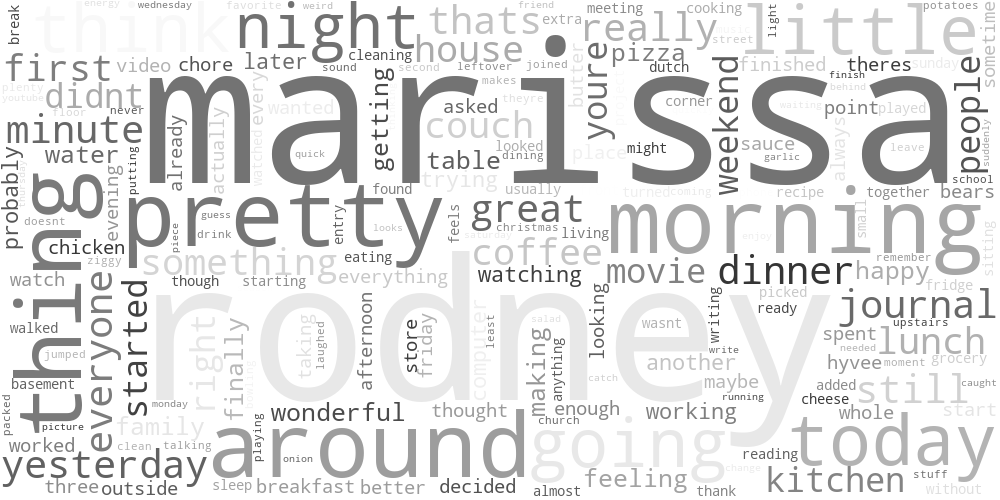 break
energy
wednesday
favorite
weird
friend
meeting
cooking
light
potatoes
think
night
thats
extra
really
street
little
sometime
first
video
chore
later
cleaning
house
sound
second
leftover
joined
pizza
dutch
finished
theres
sunday
plenty
youtube
didnt
floor
never
every
wanted
getting
makes
theyre
butter
youre
project
corner
weekend
finish
behind
point
played
people
minute
marissa
already
actually
watched
asked
couch
looked
dining
place
might
sauce
garlic
waiting
always
leave
suddenly
probably
water
thursday
thing
evening
putting
quick
table
trying
usually
turned
coming
recipe
together
school
bears
doesnt
pretty
found
looks
guess
drink
piece
entry
feels
great
christmas
living
saturday
morning
small
enjoy
remember
sitting
chicken
ziggy
something
eating
coffee
watching
movie
dinner
happy
fridge
watch
everyone
started
though
starting
everything
rodney
afternoon
store
friday
computer
least
looking
wasnt
picked
ready
writing
write
journal
upstairs
walked
jumped
basement
right
finally
taking
laughed
salad
making
anything
catch
another
maybe
running
spent
needed
hyvee
moment
lunch
grocery
added
cheese
caught
packed
picture
monday
family
wonderful
thought
enough
church
working
whole
still
start
worked
clean
talking
playing
around
going
change
reading
today
yesterday
onion
three
outside
sleep
breakfast
better
decided
almost
feeling
thank
kitchen
stuff
without